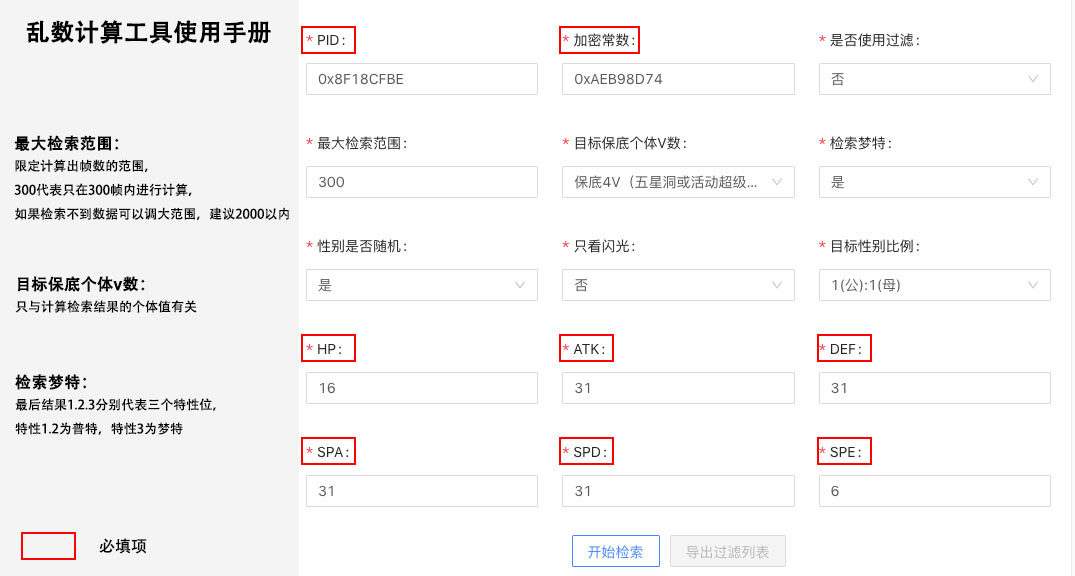 乱数计算工具使用手册
最大检索范围：
限定计算出帧数的范围，
300代表只在300帧内进行计算，
如果检索不到数据可以调大范围，建议2000以内
目标保底个体v数：
只与计算检索结果的个体值有关
检索梦特：
最后结果1.2.3分别代表三个特性位，
特性1.2为普特，特性3为梦特
必填项
* PID： * 加密常数： * 是否使用过滤：
0x8F18CFBE 0xAEB98D74 否
* 最大检索范围： * 目标保底个体V数： * 检索梦特：
300 保底4V（五星洞或活动超级... 是
* 性别是否随机： * 只看闪光： * 目标性别比例：
是 否 1(公):1(母)
* HP： * ATK： * DEF：
16 31 31
* SPA： * SPD： * SPE：
31 31 6
开始检索 导出过滤列表